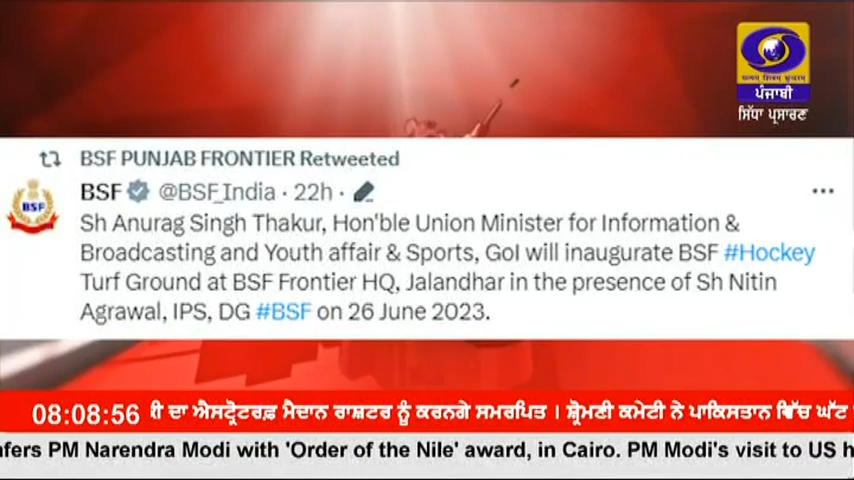 ਪੰਜਾਬੀ
ਸਿੱਧਾ ਪ੍ਰਸਾਰਣ
BSF PUNJAB FRONTIER Retweeted
BSF @BSF_India · 22h ·
BSF
Sh Anurag Singh Thakur, Hon'ble Union Minister for Information &
Broadcasting and Youth affair & Sports, GoI will inaugurate BSF #Hockey
Turf Ground at BSF Frontier HQ, Jalandhar in the presence of Sh Nitin
Agrawal, IPS, DG #BSF on 26 June 2023.
08:08:56 ਦਾ ਐਸਟ੍ਰੋਟਰਫ਼ ਮੈਦਾਨ ਰਾਸ਼ਟਰ ਨੂੰ ਕਰਨਗੇ ਸਮਰਪਿਤ । ਸ਼੍ਰੋਮਣੀ ਕਮੇਟੀ ਨੇ ਪਾਕਿਸਤਾਨ ਵਿੱਚ ਘੱਟ
nfers PM Narendra Modi with 'Order of the Nile' award, in Cairo. PM Modi's visit to US h